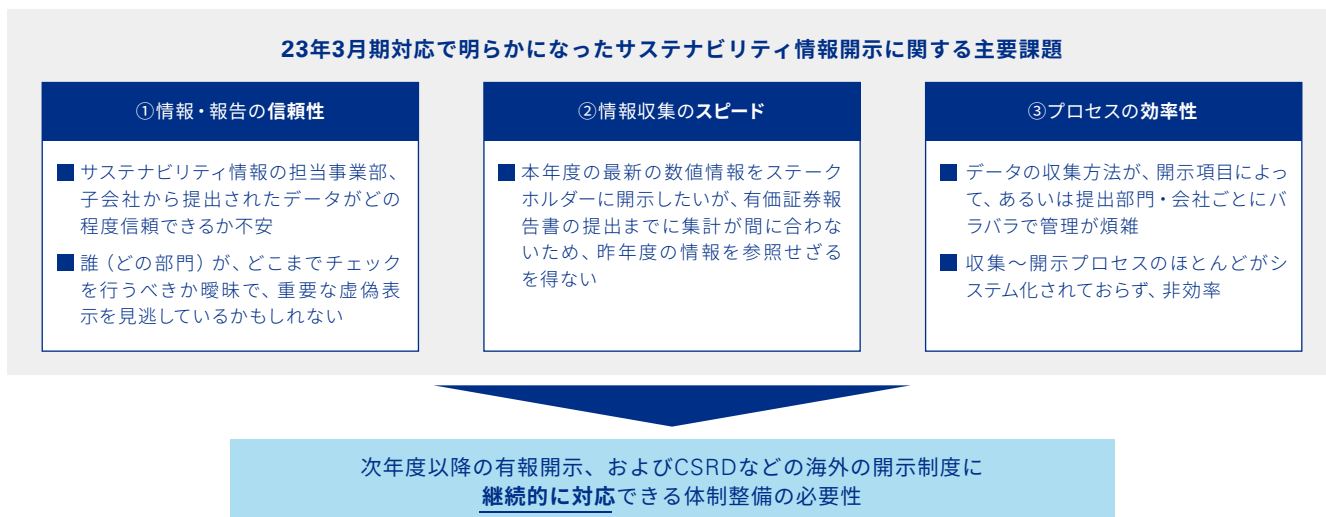 23年3月期対応で明らかになったサステナビリティ情報開示に関する主要課題
①情報・報告の信頼性
■ サステナビリティ情報の担当事業部、
子会社から提出されたデータがどの
程度信頼できるか不安
■ 誰（どの部門）が、どこまでチェック
を行うべきか曖昧で、重要な虚偽表
示を見逃しているかもしれない
②情報収集のスピード
■ 本年度の最新の数値情報をステーク
ホルダーに開示したいが、有価証券報
告書の提出までに集計が間に合わな
いため、昨年度の情報を参照せざる
を得ない
③プロセスの効率性
■ データの収集方法が、開示項目によっ
て、あるいは提出部門・会社ごとにバ
ラバラで管理が煩雑
■ 収集～開示プロセスのほとんどがシ
ステム化されておらず、非効率
次年度以降の有報開示、およびCSRDなどの海外の開示制度に
継続的に対応できる体制整備の必要性